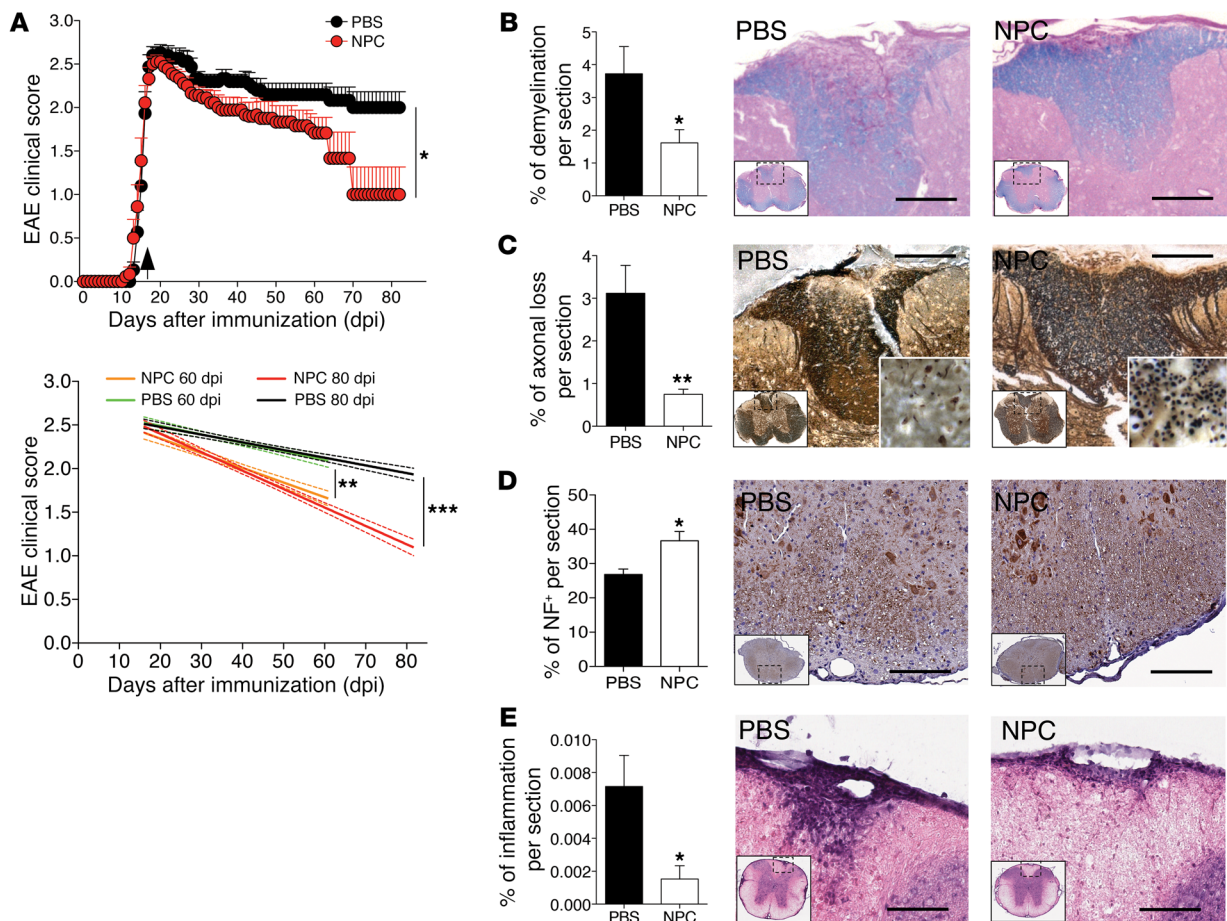 A
PBS
NPC
EAE clinical score
3.0
2.5
2.0
1.5
1.0
0.5
0.0
*
0 10 20 30 40 50 60 70 80
Days after immunization (dpi)
NPC 60 dpi
NPC 80 dpi
PBS 60 dpi
PBS 80 dpi
EAE clinical score
3.0
2.5
2.0
1.5
1.0
0.5
0.0
**
***
0 10 20 30 40 50 60 70 80
Days after immunization (dpi)
B
% of demyelination
per section
5
4
3
2
1
0
*
PBS NPC
PBS
NPC
C
% of axonal loss
per section
4
3
2
1
0
**
PBS NPC
PBS
NPC
D
% of NF+ per section
50
40
30
20
10
0
*
PBS NPC
PBS
NPC
E
% of inflammation
per section
0.010
0.008
0.006
0.004
0.002
0.000
*
PBS NPC
PBS
NPC